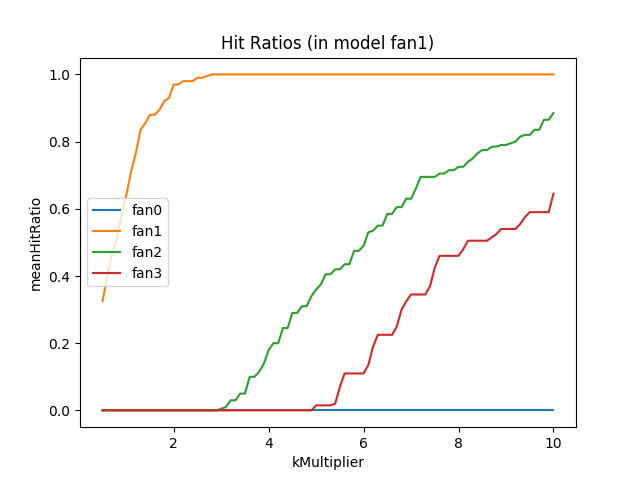 Hit Ratios (in model fan1)
meanHitRatio
1.0
0.8
0.6
0.4
0.2
0.0
fan0
fan1
fan2
fan3
2
4
6
8
10
kMultiplier